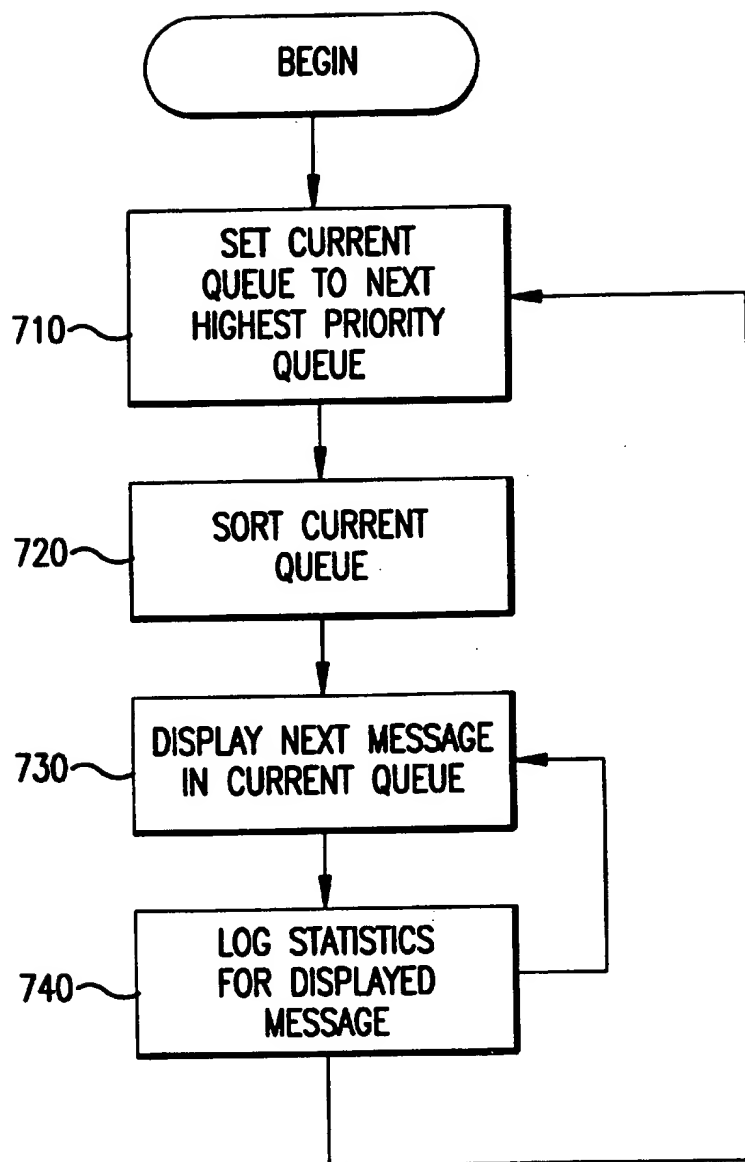 BEGIN
SET CURRENT
QUEUE TO NEXT
HIGHEST PRIORITY
QUEUE
710
SORT CURRENT
QUEUE
720
DISPLAY NEXT MESSAGE
IN CURRENT QUEUE
730
LOG STATISTICS
FOR DISPLAYED
MESSAGE
740